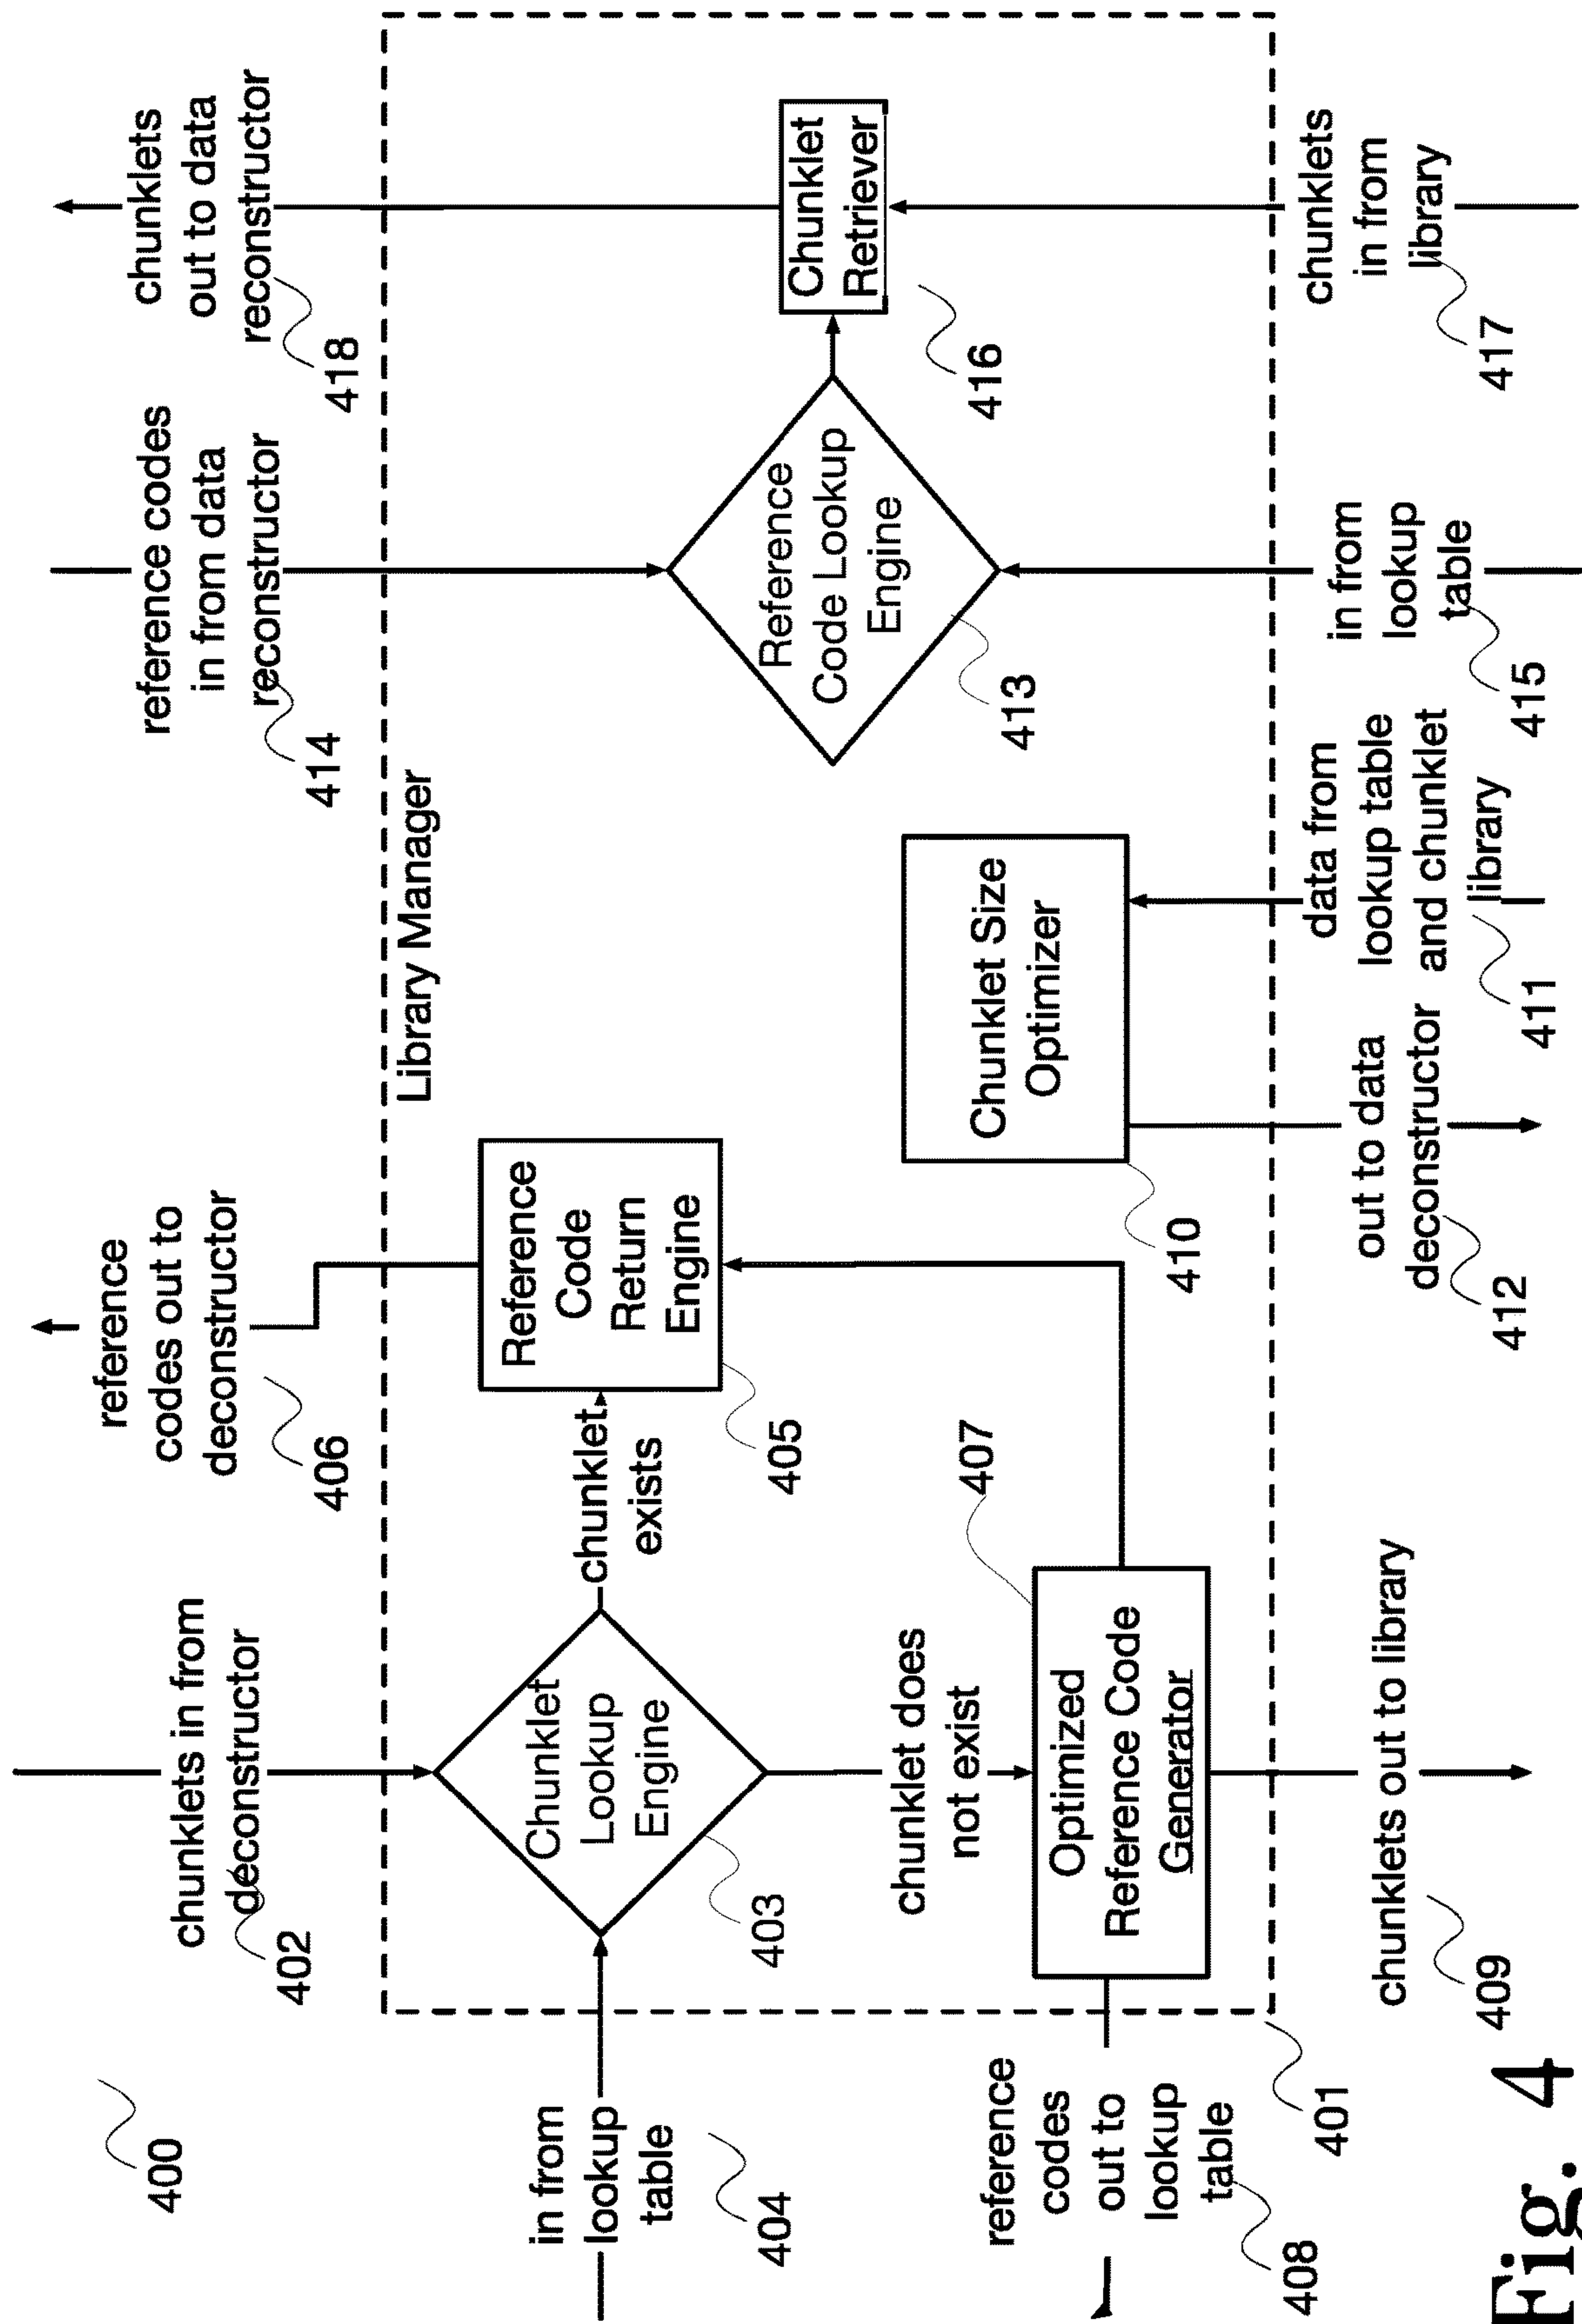 400
chunklets in from
deconstructor
402
reference
codes out to
deconstructor
406
reference codes
in from data
reconstructor
414
chunklets
out to data
reconstructor
418
Library Manager
in from
lookup
table
404
Chunklet
Lookup
Engine
403
chunklet
exists
Reference
Code
Return
Engine
405
chunklet does
not exist
407
Optimized
Reference Code
Generator
reference
codes
out to
lookup
table
408
401
chunklets out to library
409
Chunklet Size
Optimizer
410
out to data
deconstructor
412
data from
lookup table
and chunklet
library
411
Reference
Code Lookup
Engine
413
in from
lookup
table
415
Chunklet
Retriever
416
chunklets
in from
library
417
Fig. 4